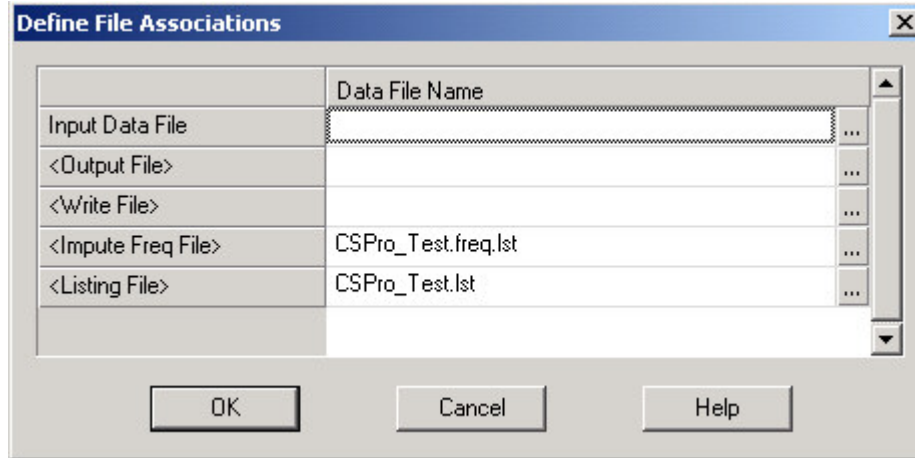 Define File Associations
Data File Name
Input Data File ...
<Output File> ...
<Write File> ...
<Impute Freq File> CSPro_Test.freq.lst ...
<Listing File> CSPro_Test.lst ...
OK Cancel Help